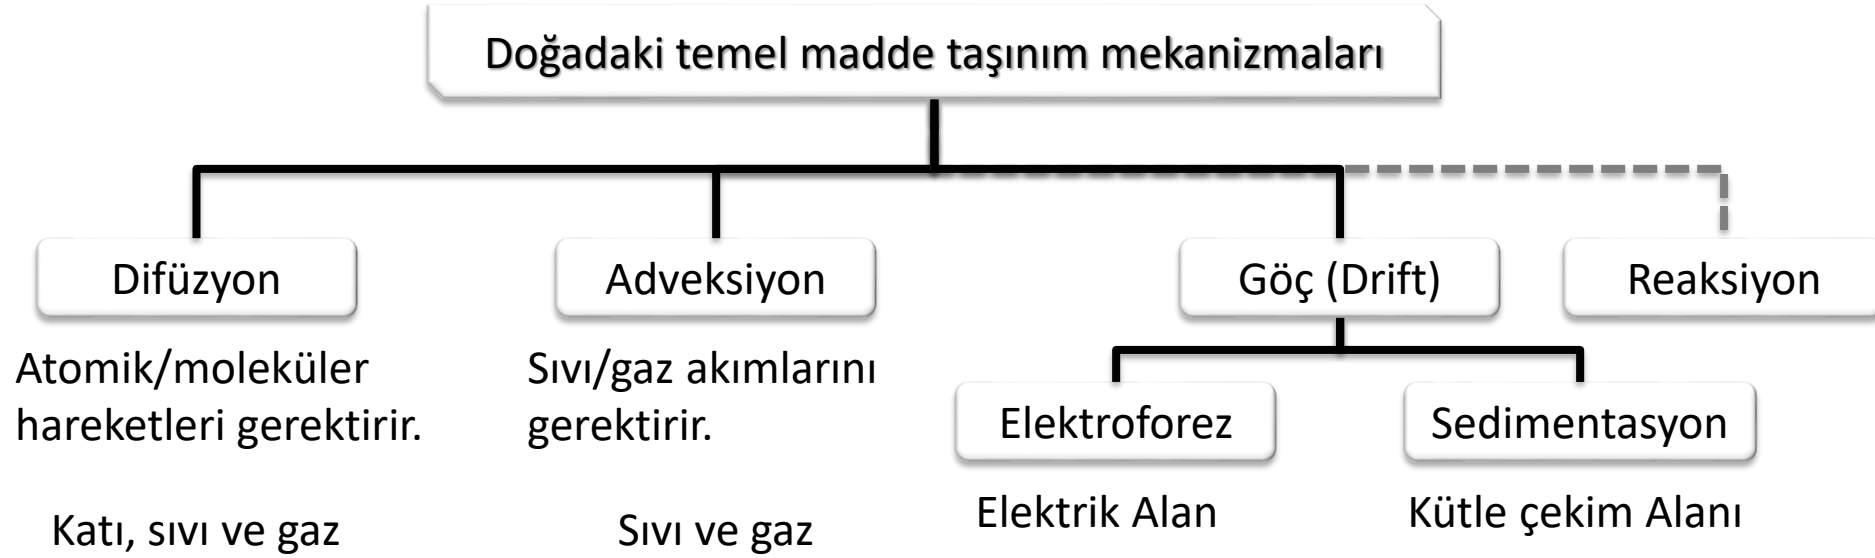 Doğadaki temel madde taşınım mekanizmaları
Difüzyon
Adveksiyon
Göç (Drift)
Reaksiyon
Atomik/moleküler
hareketleri gerektirir.
Sıvı/gaz akımlarını
gerektirir.
Elektroforez
Sedimentasyon
Katı, sıvı ve gaz
Sıvı ve gaz
Elektrik Alan
Kütle çekim Alanı